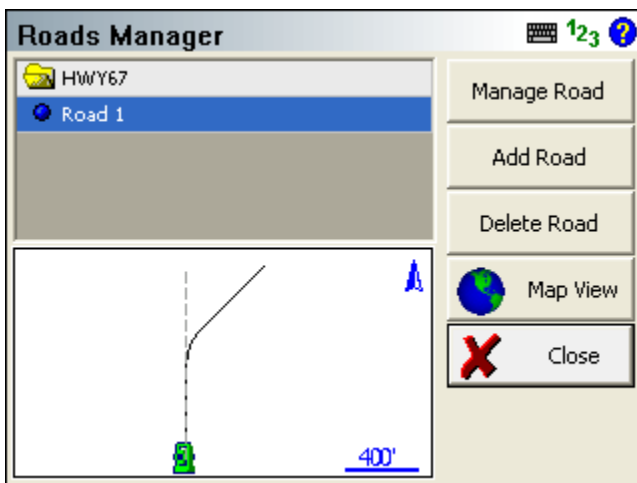 Roads Manager
123
?
HWY67
Road 1
Manage Road
Add Road
Delete Road
Map View
Close
400'